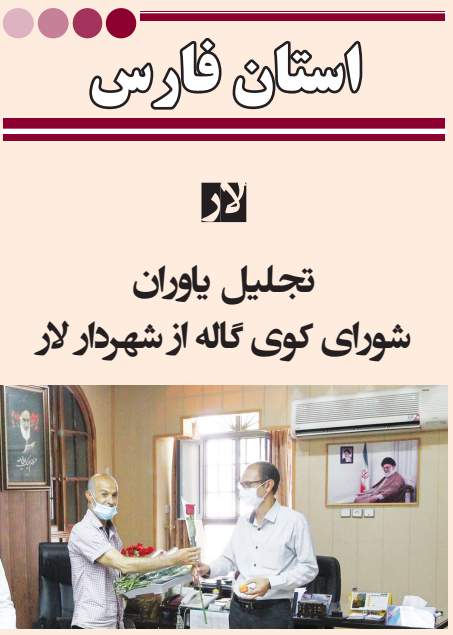 استان فارس
لار
تجلیل یاوران
شورای کوی گاله از شهردار لار